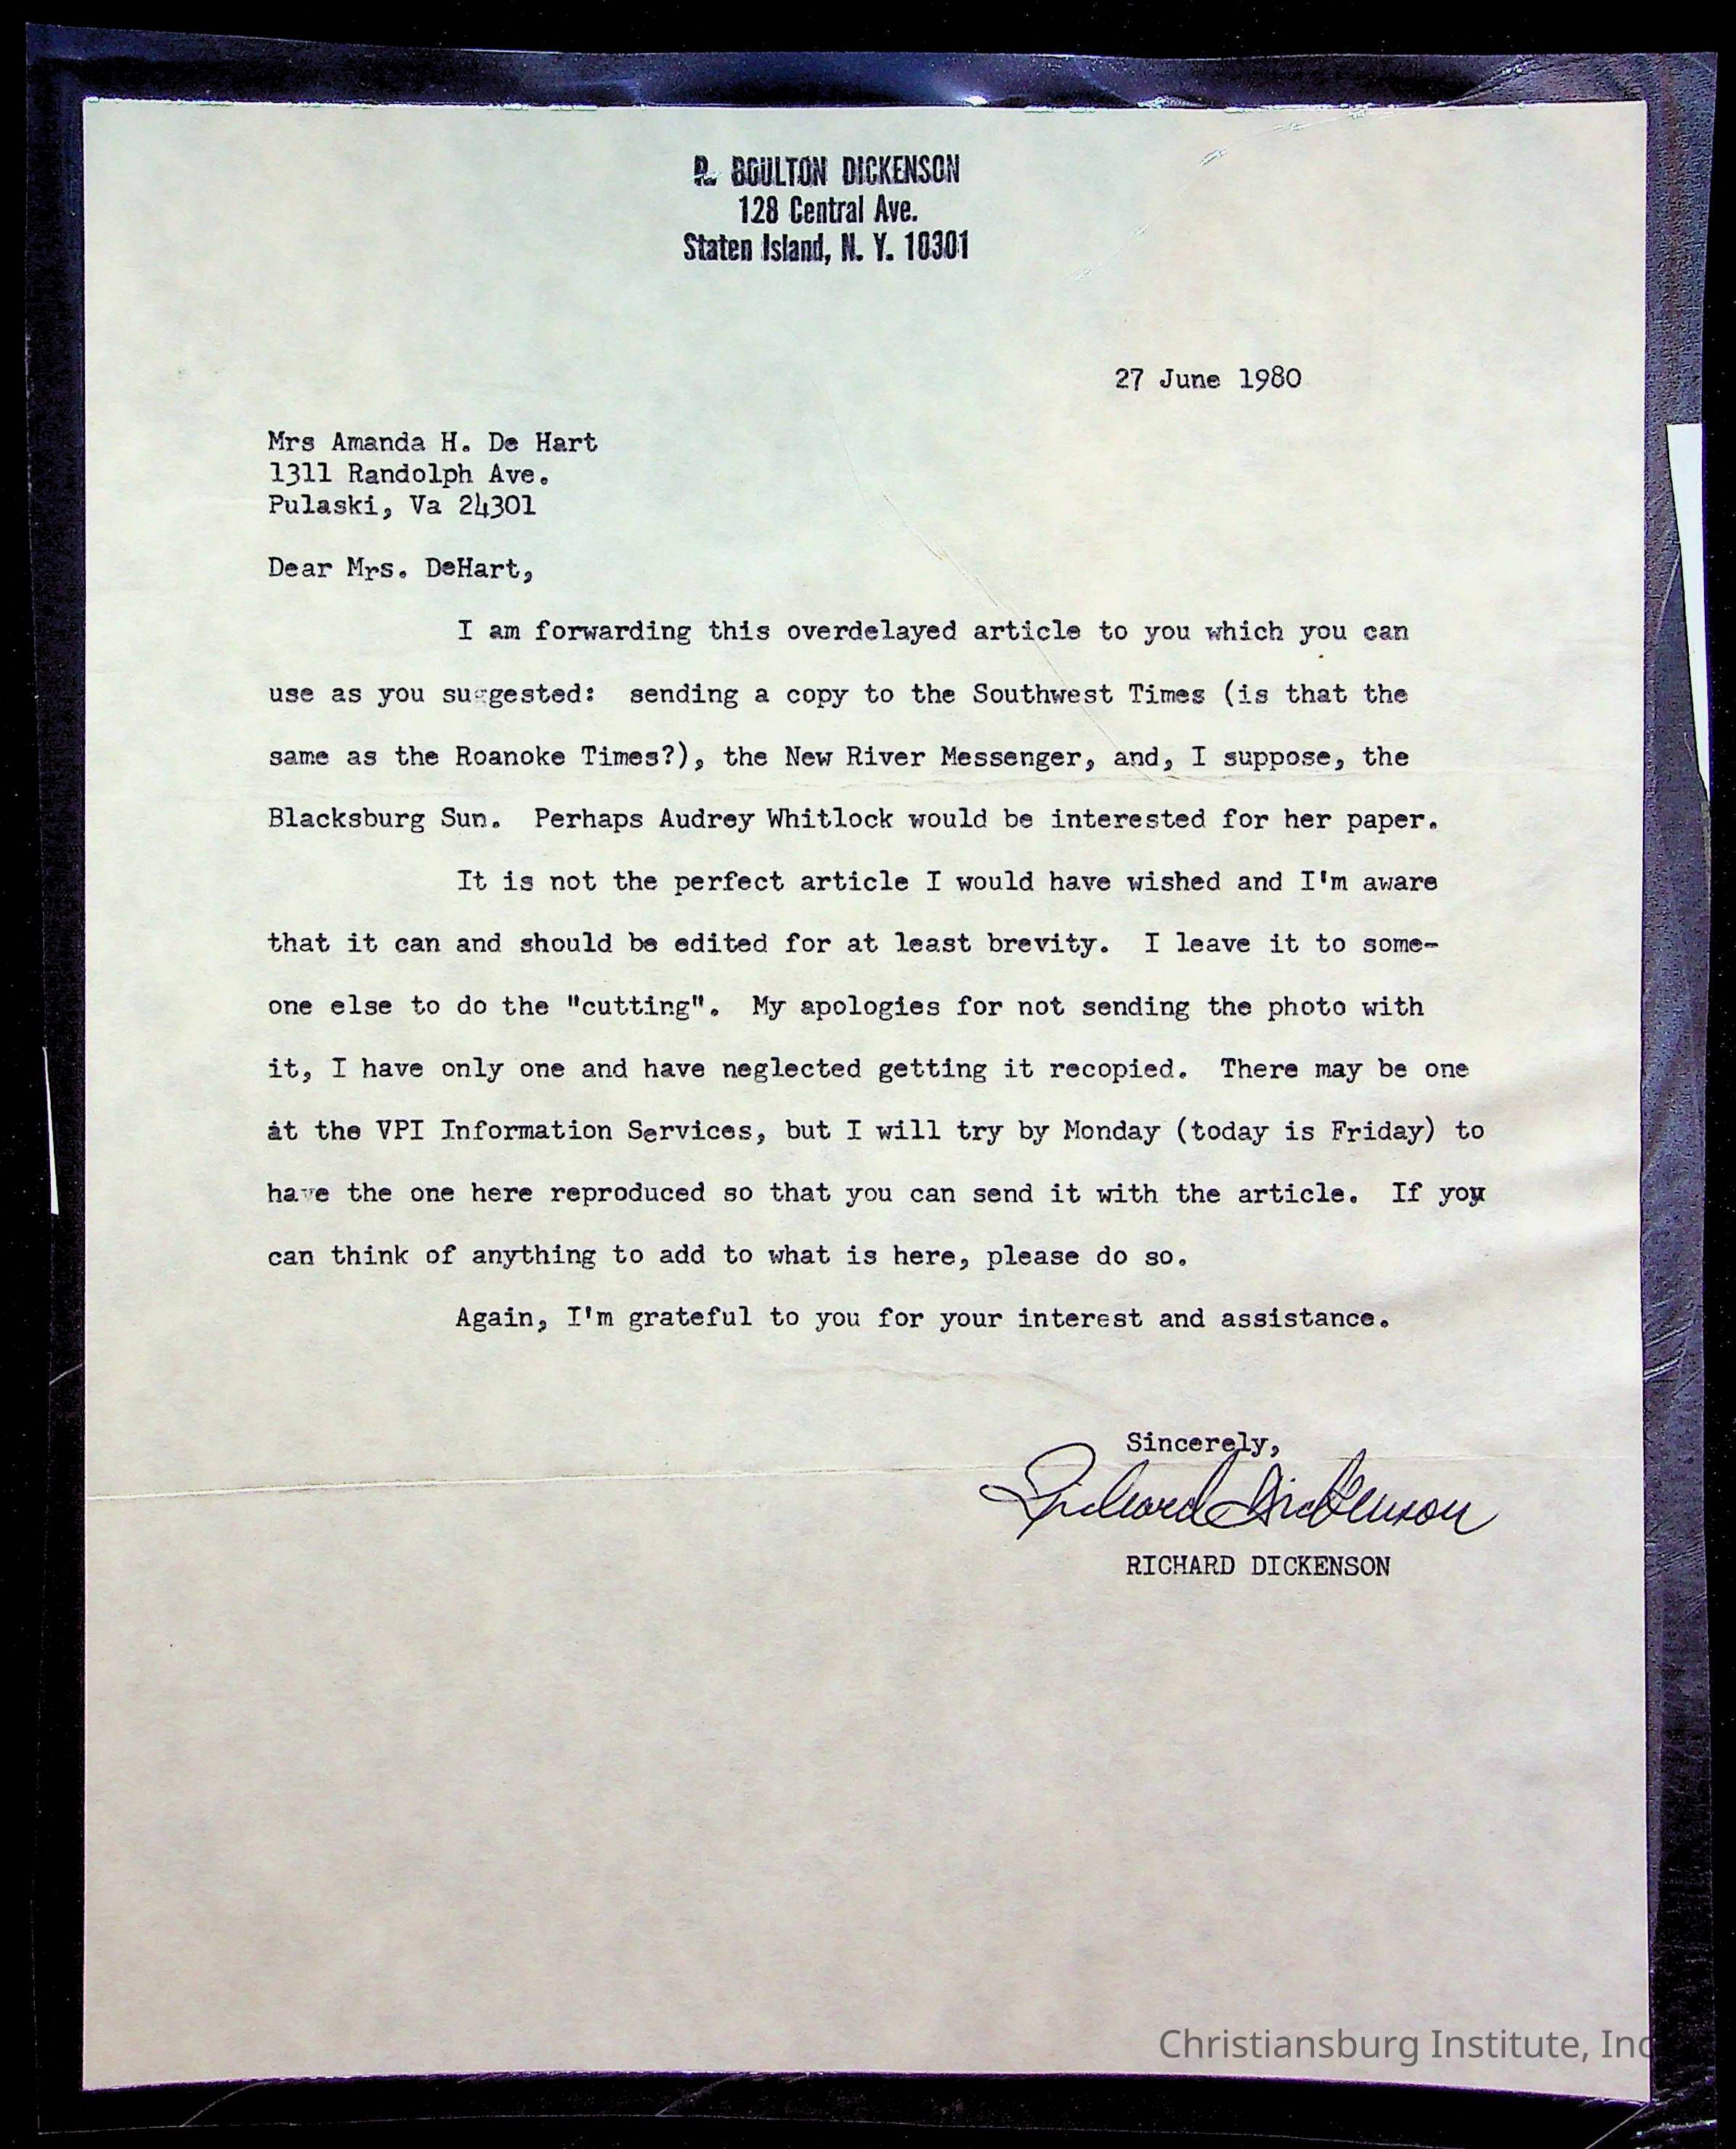 R. BOULTON DICKENSON
128 Central Ave.
Staten Island, N. Y. 10301
27 June 1980
Mrs Amanda H. De Hart
1311 Randolph Ave.
Pulaski, Va 24301
Dear Mrs. DeHart,
I am forwarding this overdelayed article to you which you can
use as you suggested: sending a copy to the Southwest Times (is that the
same as the Roanoke Times?), the New River Messenger, and, I suppose, the
Blacksburg Sun. Perhaps Audrey Whitlock would be interested for her paper.
It is not the perfect article I would have wished and I'm aware
that it can and should be edited for at least brevity. I leave it to some-
one else to do the "cutting". My apologies for not sending the photo with
it, I have only one and have neglected getting it recopied. There may be one
at the VPI Information Services, but I will try by Monday (today is Friday) to
have the one here reproduced so that you can send it with the article. If you
can think of anything to add to what is here, please do so.
Again, I'm grateful to you for your interest and assistance.
Sincerely,
Richard Dickenson
RICHARD DICKENSON
Christiansburg Institute, Inc